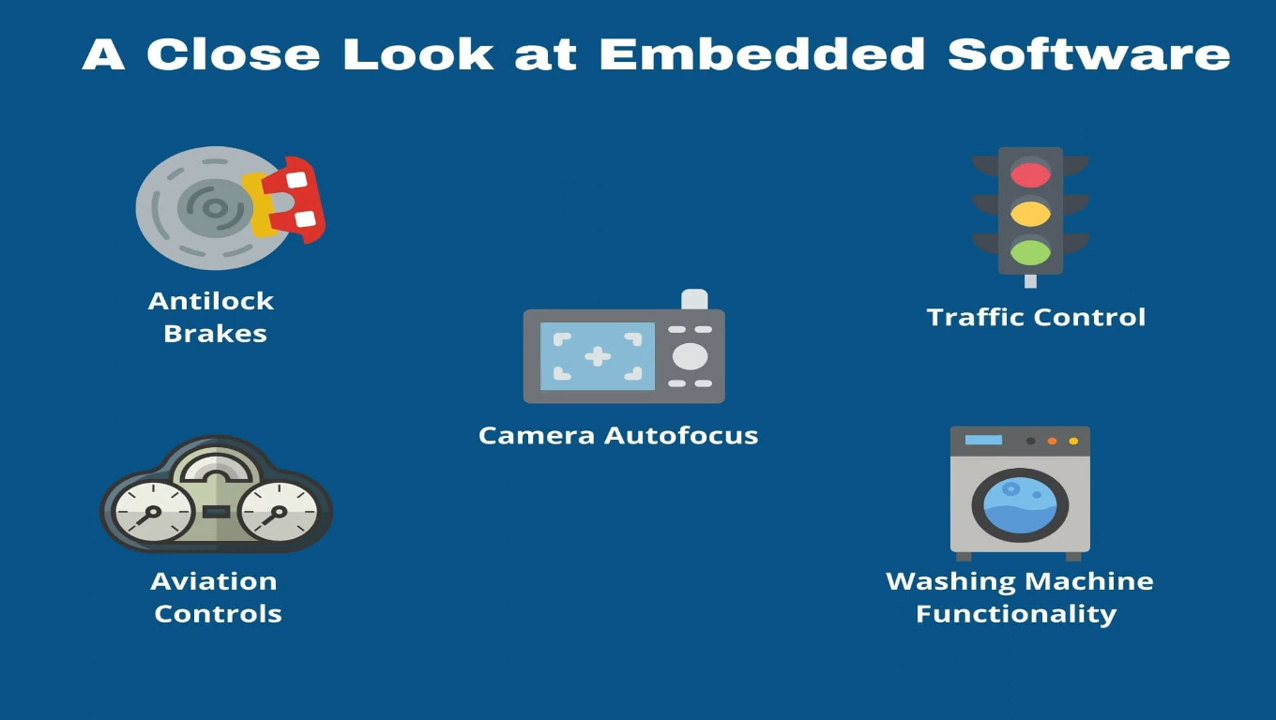 A Close Look at Embedded Software
Antilock
Brakes
Traffic Control
Camera Autofocus
Aviation
Controls
Washing Machine
Functionality